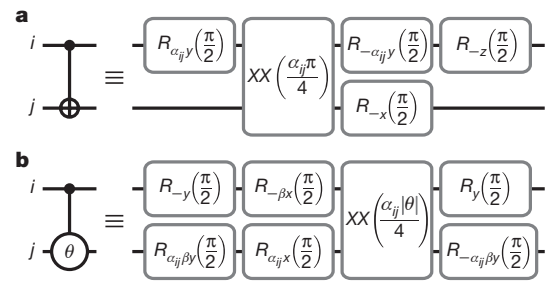 a
i R_{α_{ij}y}(π/2) XX(α_{ij}π/4) R_{-α_{ij}y}(π/2) R_{-z}(π/2)
≡
j R_{-x}(π/2)
b
i R_{-y}(π/2) R_{-βx}(π/2) XX(α_{ij}|θ|/4) R_{y}(π/2)
≡
j θ R_{α_{ij}βy}(π/2) R_{α_{ij}x}(π/2) R_{-α_{ij}βy}(π/2)